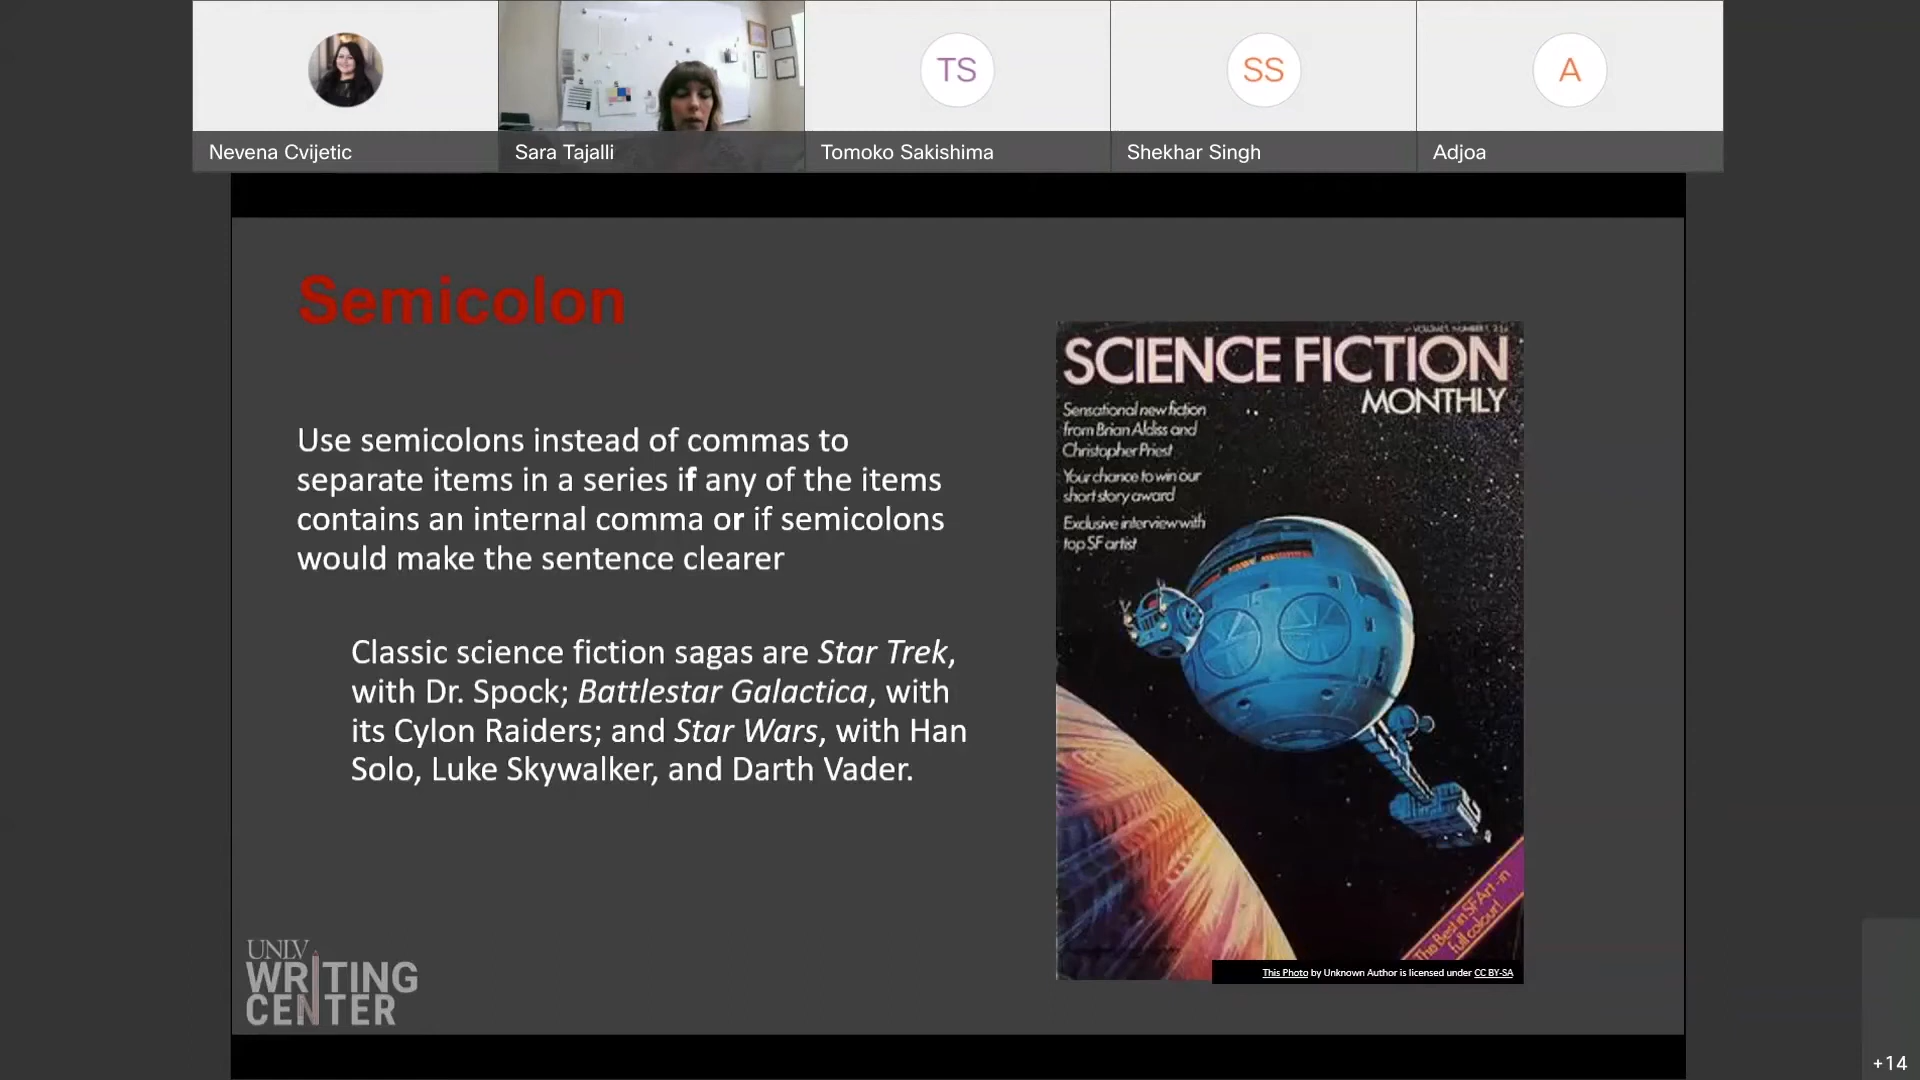 TS
SS
A
Nevena Cvijetic
Sara Tajalli
Tomoko Sakishima
Shekhar Singh
Adjoa
Semicolon
Use semicolons instead of commas to
separate items in a series if any of the items
contains an internal comma or if semicolons
would make the sentence clearer
Classic science fiction sagas are Star Trek,
with Dr. Spock; Battlestar Galactica, with
its Cylon Raiders; and Star Wars, with Han
Solo, Luke Skywalker, and Darth Vader.
SCIENCE FICTION
MONTHLY
Sensational new fiction
from Brian Aldiss and
Christopher Priest
Your chance to win our
short story award
Exclusive interview with
top SF artist
The Best in SF Art-in
full colour!
This Photo by Unknown Author is licensed under CC BY-SA
UNLV
WRITING
CENTER
+14